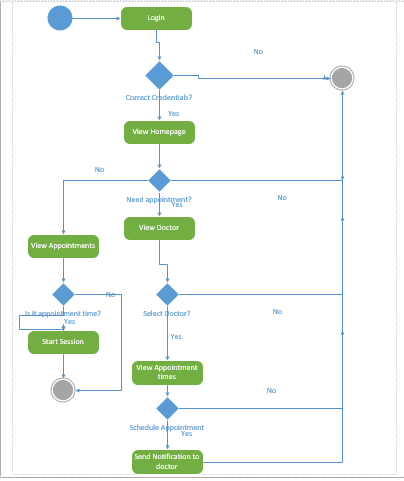 Login
No
Correct Credentials?
Yes
View Homepage
No
Need appointment?
Yes
No
View Doctor
View Appointments
No
Is it appointment time?
Yes
Select Doctor?
No
Start Session
Yes
View Appointment
times
No
Schedule Appointment
Yes
Send Notification to
doctor